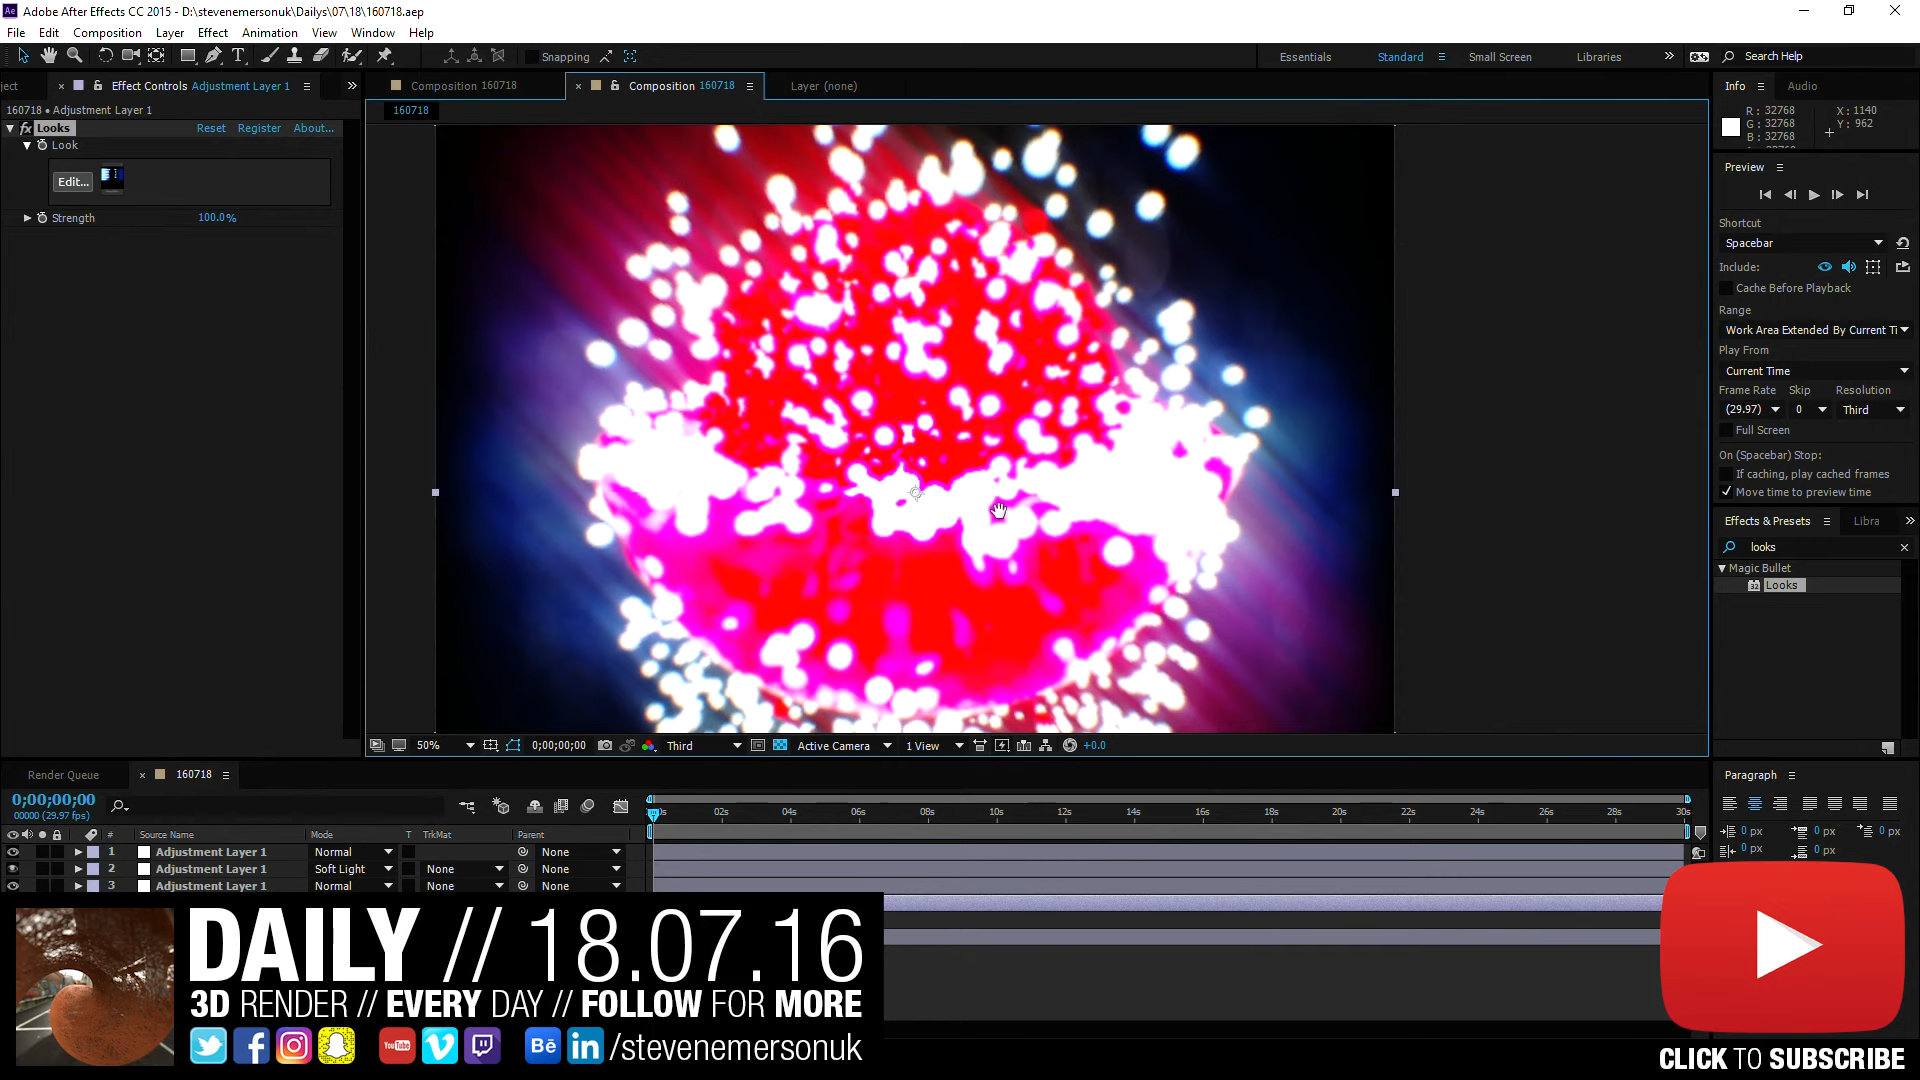 Adobe After Effects CC 2015 - D:\stevenemersonuk\Dailys\07\18\160718.aep
File Edit Composition Layer Effect Animation View Window Help
Snapping Essentials Standard Small Screen Libraries Search Help
ject Effect Controls Adjustment Layer 1 Composition 160718 Composition 160718 Layer (none) Info Audio
160718 • Adjustment Layer 1
160718
fx Looks Reset Register About...
Look
Edit...
Strength 100.0%
R: 32768 X: 1140
G: 32768 Y: 962
B: 32768
Preview
Shortcut
Spacebar
Include:
Cache Before Playback
Range
Work Area Extended By Current Ti
Play From
Current Time
Frame Rate Skip Resolution
(29.97) 0 Third
Full Screen
On (Spacebar) Stop:
If caching, play cached frames
Move time to preview time
Effects & Presets Libra
looks
Magic Bullet
Looks
50% 0;00;00;00 Third Active Camera 1 View +0.0
Render Queue 160718 Paragraph
0;00;00;00
00000 (29.97 fps)
02s 04s 06s 08s 10s 12s 14s 16s 18s 20s 22s 24s 26s 28s 30s
# Source Name Mode T TrkMat Parent
1 Adjustment Layer 1 Normal None
2 Adjustment Layer 1 Soft Light None None
3 Adjustment Layer 1 Normal None None
0 px 0 px 0 px
0 px 0 px
DAILY // 18.07.16
3D RENDER // EVERY DAY // FOLLOW FOR MORE
You Tube Bē in /stevenemersonuk
CLICK TO SUBSCRIBE